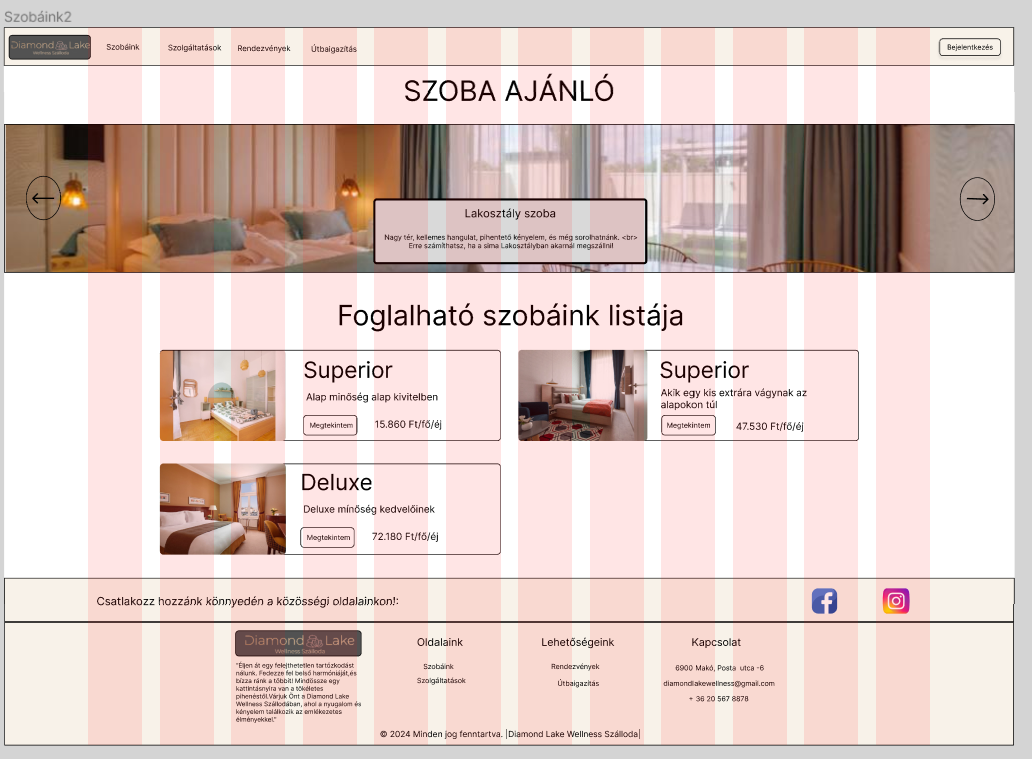 Szobáink2
Diamond Lake
Wellness Szálloda
Szobáink
Szolgáltatások
Rendezvények
Útbaigazítás
Bejelentkezés
SZOBA AJÁNLÓ
Lakosztály szoba
Nagy tér, kellemes hangulat, pihentető kényelem, és még sorolhatnánk. <br>
Erre számíthatsz, ha a sima Lakosztályban akarnál megszállni!
Foglalható szobáink listája
Superior
Alap minőség alap kivitelben
Megtekintem
15.860 Ft/fő/éj
Superior
Akik egy kis extrára vágynak az
alapokon túl
Megtekintem
47.530 Ft/fő/éj
Deluxe
Deluxe minőség kedvelőinek
Megtekintem
72.180 Ft/fő/éj
Csatlakozz hozzánk könnyedén a közösségi oldalainkon!:
Diamond Lake
Wellness Szálloda
"Éljen át egy felejthetetlen tartózkodást
nálunk. Fedezze fel belső harmóniáját,és
bízza ránk a többit! Mindössze egy
kattintásnyira van a tökéletes
pihenéstől.Várjuk Önt a Diamond Lake
Wellness Szállodában, ahol a nyugalom és
kényelem találkozik az emlékezetes
élményekkel."
Oldalaink
Szobáink
Szolgáltatások
Lehetőségeink
Rendezvények
Útbaigazítás
Kapcsolat
6900 Makó, Posta utca -6
diamondlakewellness@gmail.com
+ 36 20 567 8878
© 2024 Minden jog fenntartva. |Diamond Lake Wellness Szálloda|